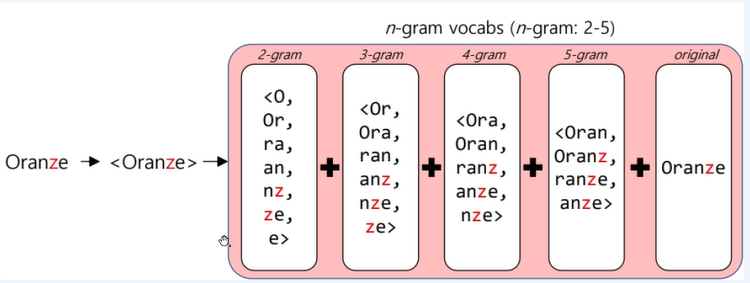 n-gram vocabs (n-gram: 2-5)
2-gram 3-gram 4-gram 5-gram original
Oranze → <Oranze> →
<O,
Or,
ra,
an,
nz,
ze,
e>
+
<Or,
Ora,
ran,
anz,
nze,
ze>
+
<Ora,
Oran,
ranz,
anze,
nze>
+
<Oran,
Oranz,
ranze,
anze>
+
Oranze